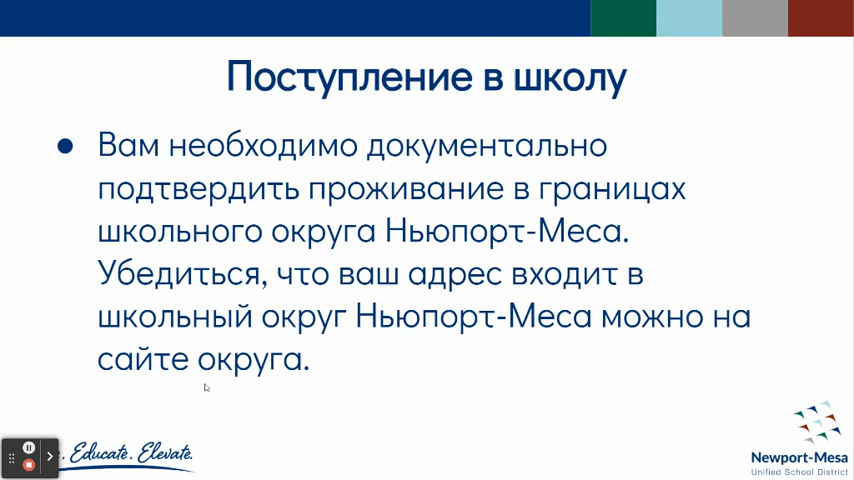 Поступление в школу
● Вам необходимо документально
подтвердить проживание в границах
школьного округа Ньюпорт-Меса.
Убедиться, что ваш адрес входит в
школьный округ Ньюпорт-Меса можно на
сайте округа.
. Educate. Elevate.
Newport-Mesa
Unified School District